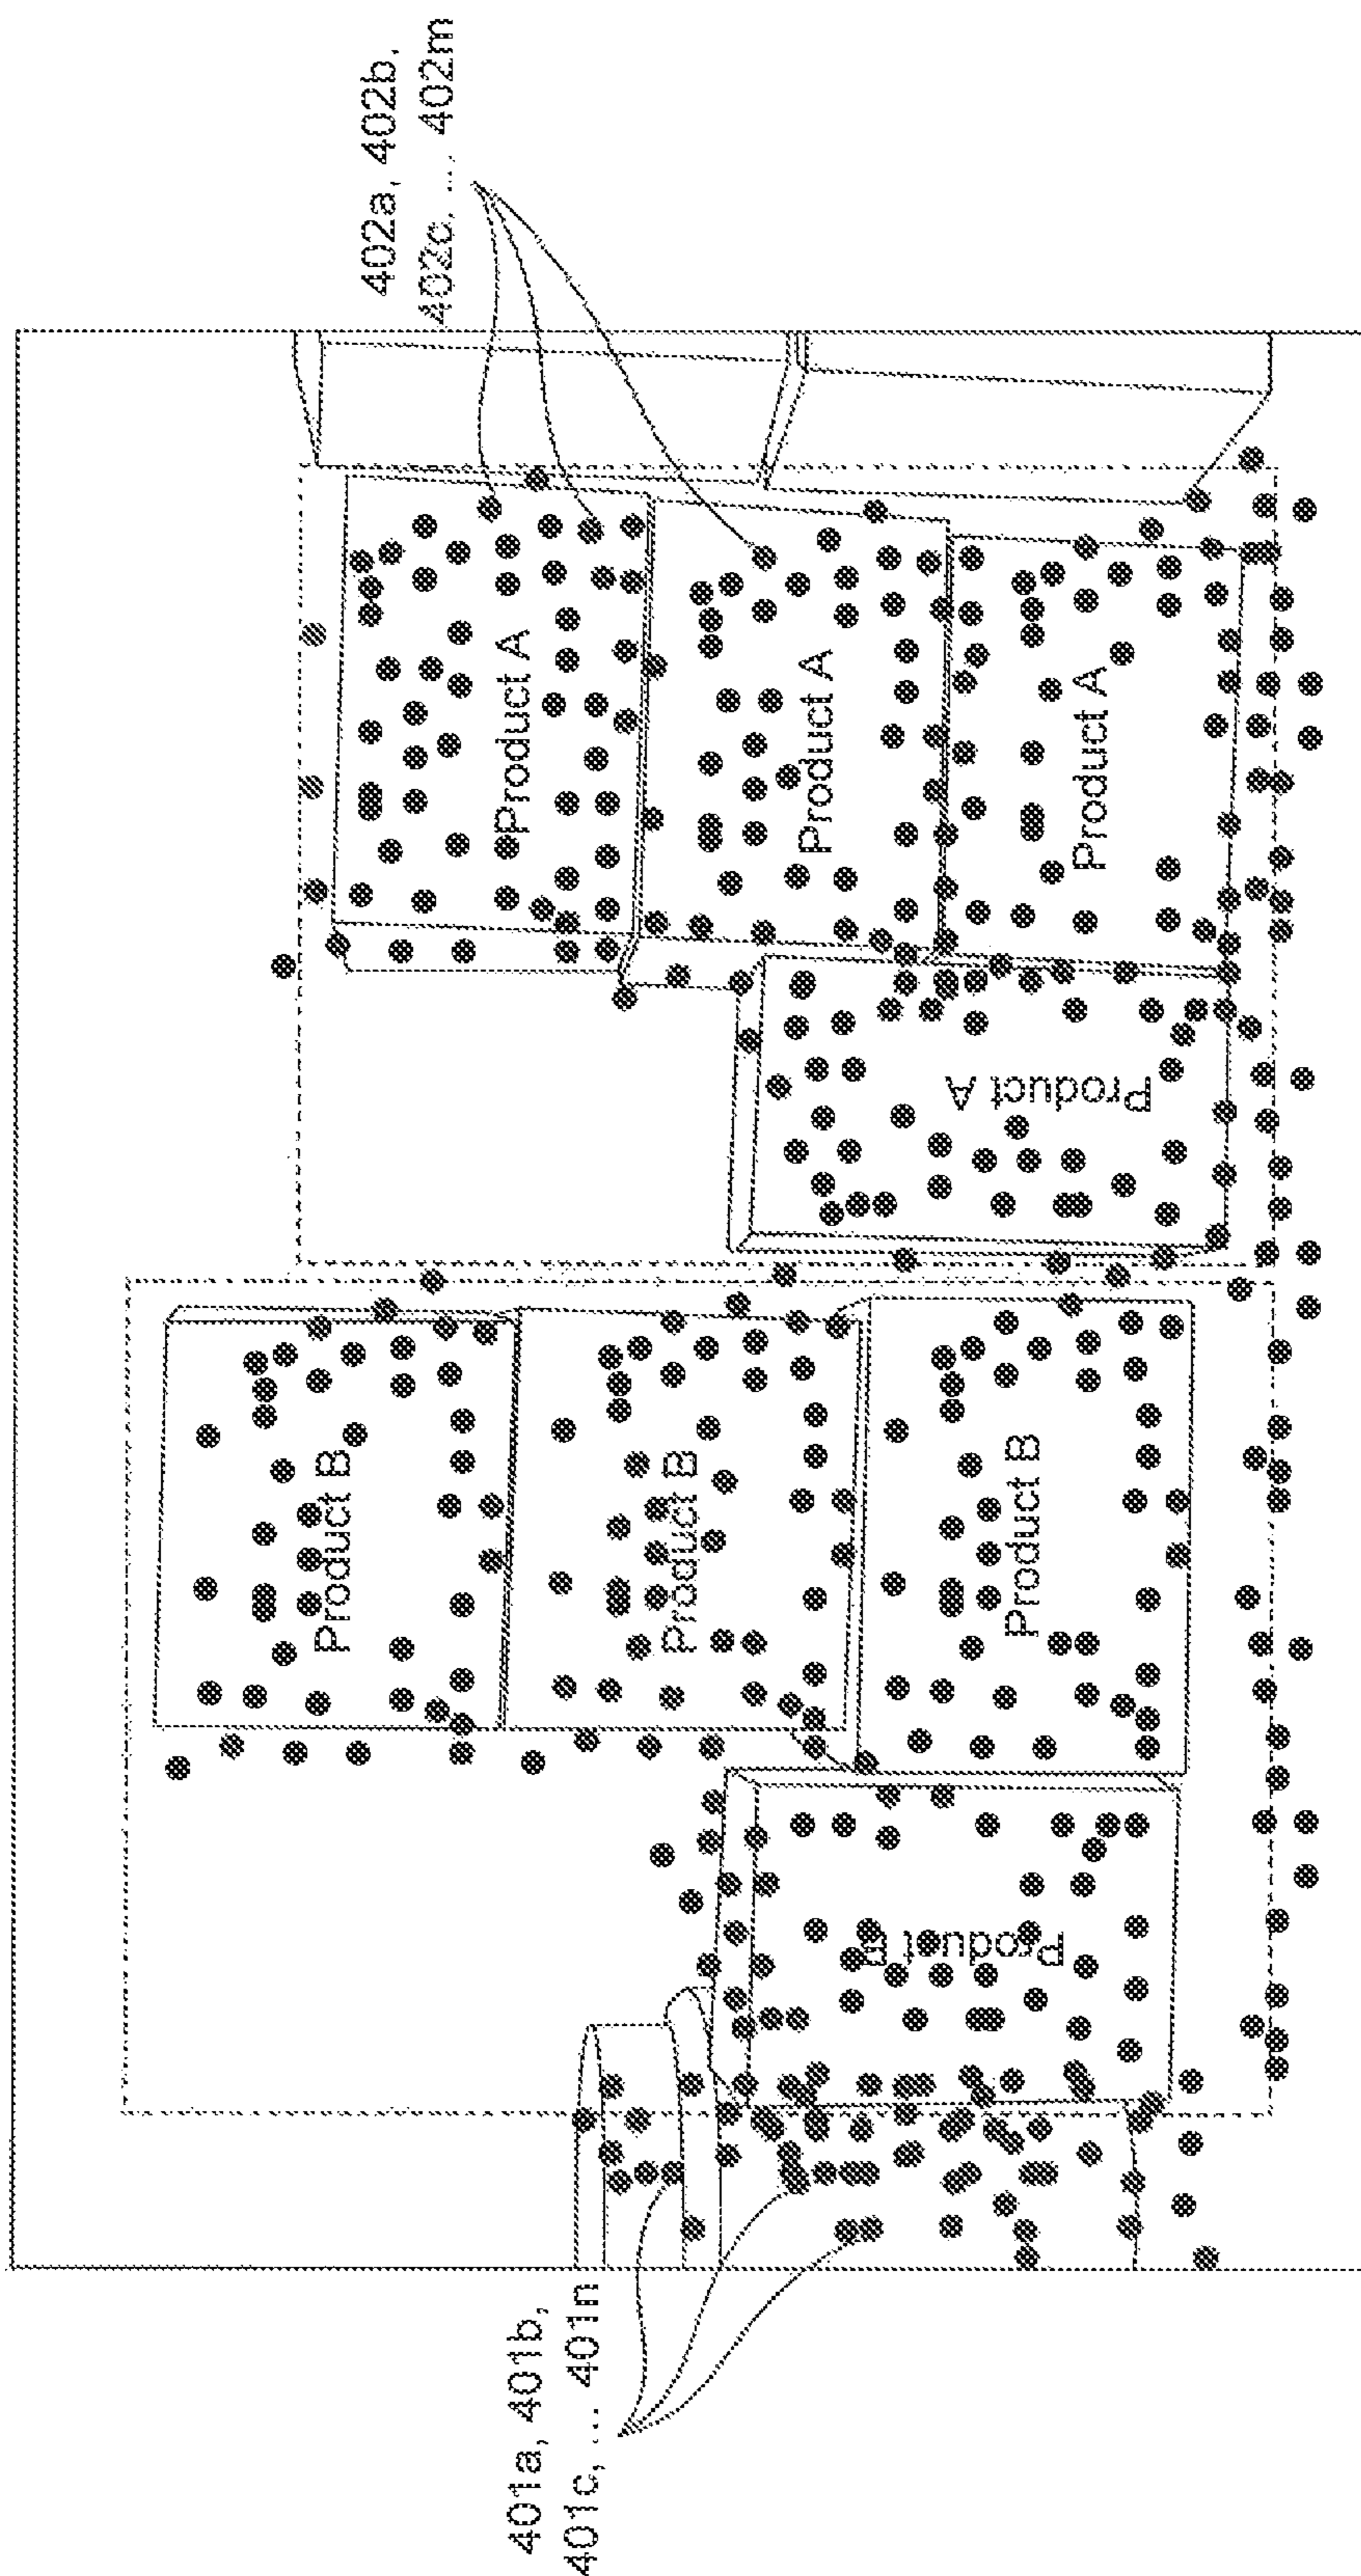 401a, 401b,
401c, ... 401n
402a, 402b,
402c, ... 402m
Product B
Product B
Product B
Product B
Product A
Product A
Product A
Product A